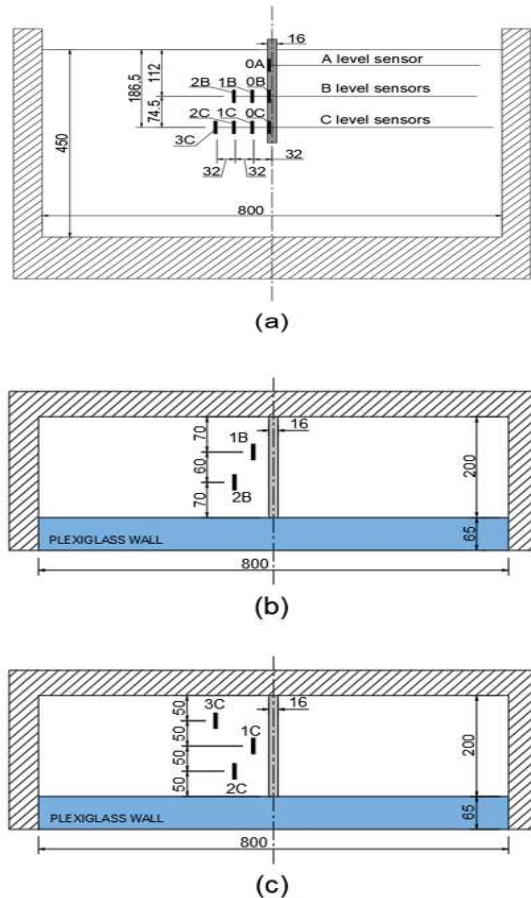 16
0A
A level sensor
186.5
112
2B 1B 0B
B level sensors
74.5
2C 1C 0C
C level sensors
3C
450
32
32 32
800
(a)
70
16
1B
60
200
2B
70
PLEXIGLASS WALL
65
800
(b)
50
3C
16
50
1C
200
50
2C
50
PLEXIGLASS WALL
65
800
(c)